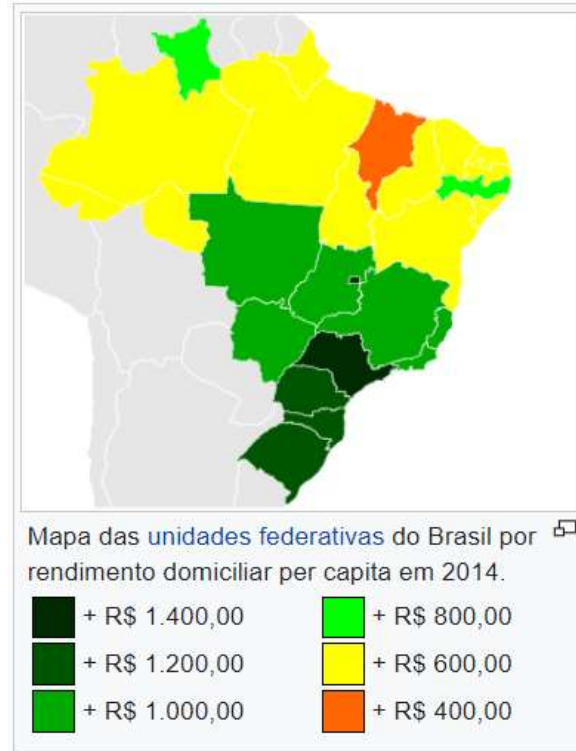 Mapa das unidades federativas do Brasil por
rendimento domiciliar per capita em 2014.
+ R$ 1.400,00
+ R$ 1.200,00
+ R$ 1.000,00
+ R$ 800,00
+ R$ 600,00
+ R$ 400,00